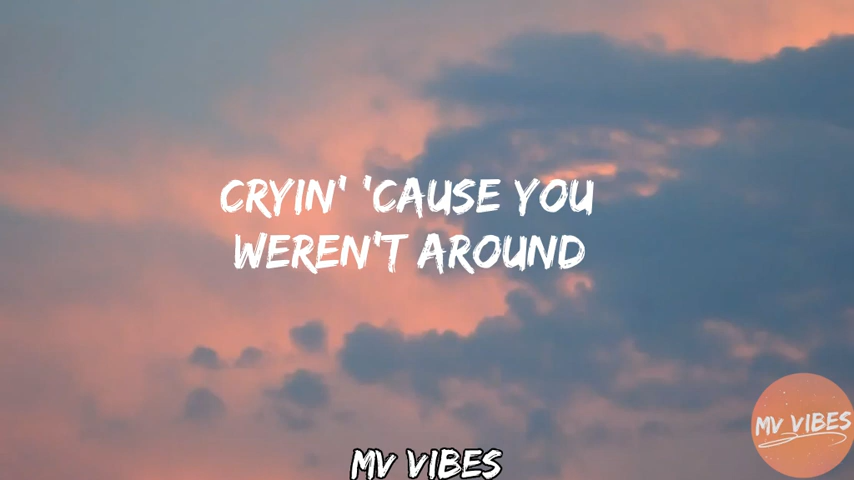 CRYIN' 'CAUSE YOU
WEREN'T AROUND
MV VIBES
MV VIBES